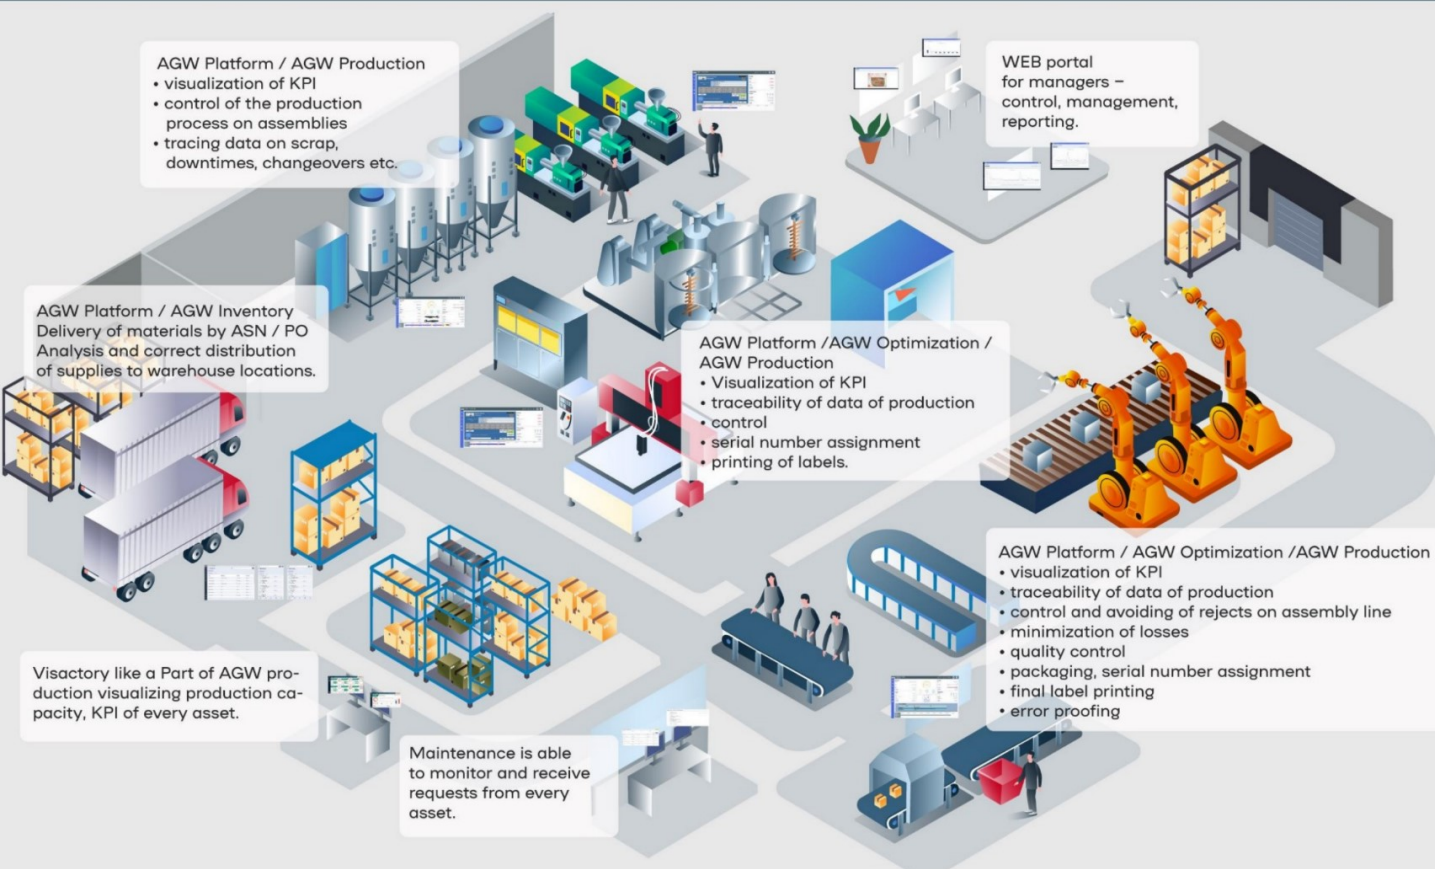 AGW Platform / AGW Production
• visualization of KPI
• control of the production
process on assemblies
• tracing data on scrap,
downtimes, changeovers etc.
WEB portal
for managers –
control, management,
reporting.
AGW Platform / AGW Inventory
Delivery of materials by ASN / PO
Analysis and correct distribution
of supplies to warehouse locations.
AGW Platform /AGW Optimization /
AGW Production
• Visualization of KPI
• traceability of data of production
• control
• serial number assignment
• printing of labels.
AGW Platform / AGW Optimization /AGW Production
• visualization of KPI
• traceability of data of production
• control and avoiding of rejects on assembly line
• minimization of losses
• quality control
• packaging, serial number assignment
• final label printing
• error proofing
Visactory like a Part of AGW pro-
duction visualizing production ca-
pacity, KPI of every asset.
Maintenance is able
to monitor and receive
requests from every
asset.